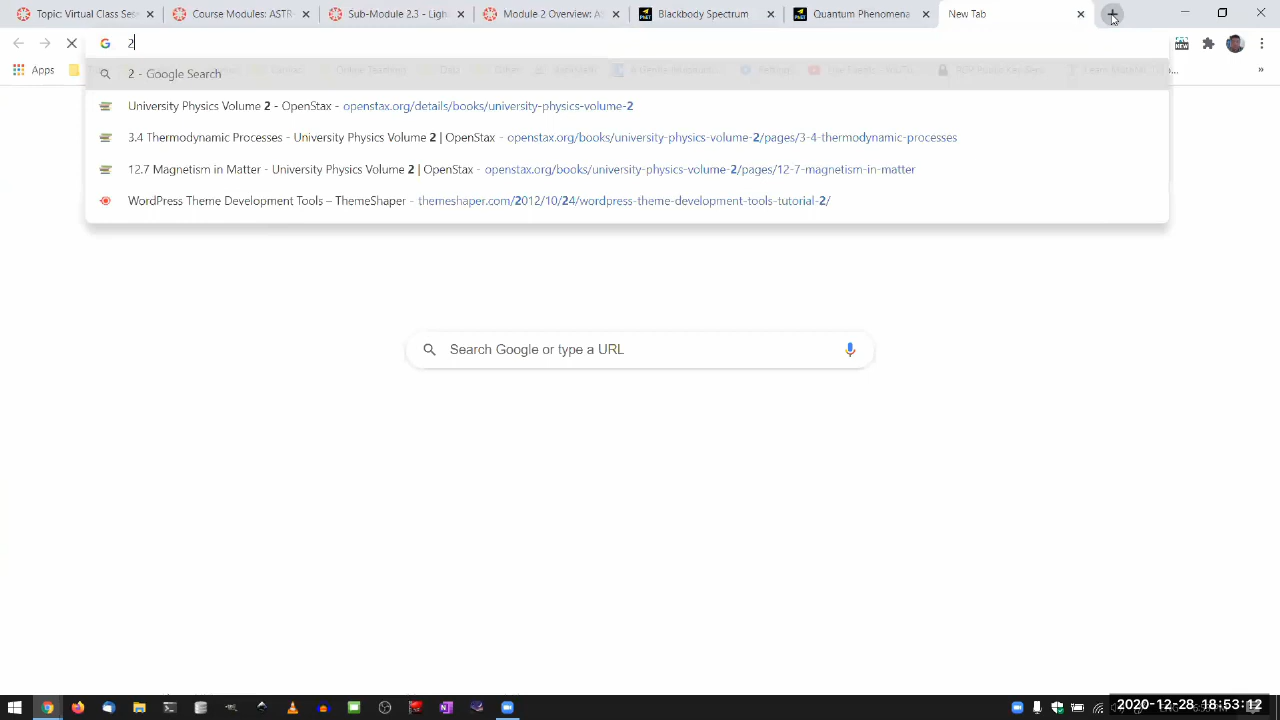 Topic: Virtual Class Sess
Course Modules: ASTR-
Sub-Module 2.3 - Ligh
Module 2 Overview: A
Blackbody Spectrum
Quantum Phenomena
New Tab
2
NEW
Apps
2 - Google Search
University Physics Volume 2 - OpenStax - openstax.org/details/books/university-physics-volume-2
3.4 Thermodynamic Processes - University Physics Volume 2 | OpenStax - openstax.org/books/university-physics-volume-2/pages/3-4-thermodynamic-processes
12.7 Magnetism in Matter - University Physics Volume 2 | OpenStax - openstax.org/books/university-physics-volume-2/pages/12-7-magnetism-in-matter
WordPress Theme Development Tools – ThemeShaper - themeshaper.com/2012/10/24/wordpress-theme-development-tools-tutorial-2/
Search Google or type a URL
2020-12-28 18:53:12